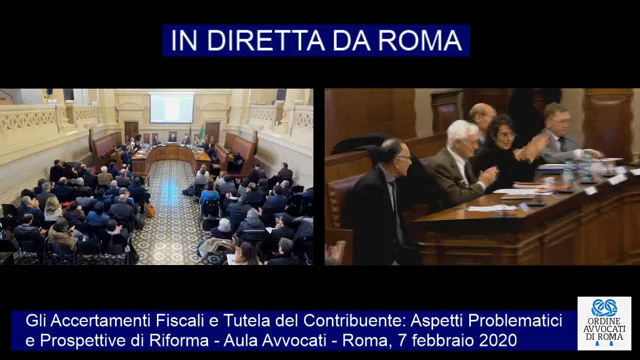 IN DIRETTA DA ROMA
Gli Accertamenti Fiscali e Tutela del Contribuente: Aspetti Problematici
e Prospettive di Riforma - Aula Avvocati - Roma, 7 febbraio 2020
ORDINE
AVVOCATI
DI ROMA